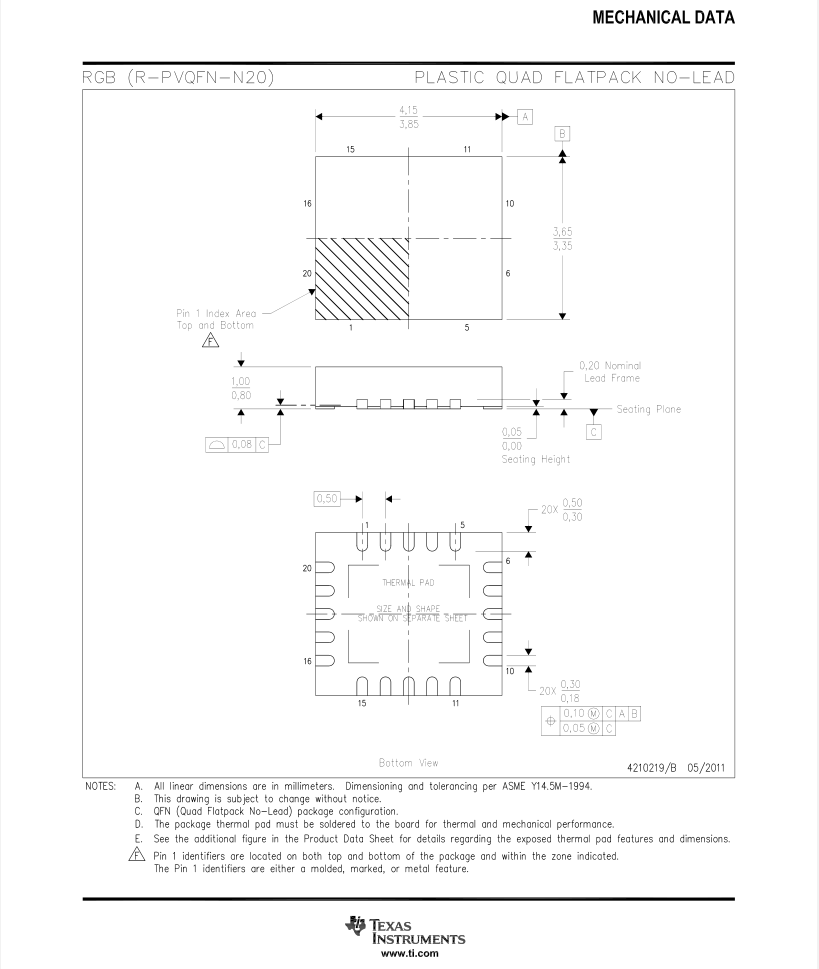 MECHANICAL DATA
RGB (R-PVQFN-N20) PLASTIC QUAD FLATPACK NO-LEAD
4,15
3,85
A
B
15 11
16 10
3,65
3,35
20 6
Pin 1 Index Area
Top and Bottom
F
1 5
0,20 Nominal
Lead Frame
1,00
0,80
Seating Plane
C
0,05
0,00
Seating Height
0,08 C
0,50
20X 0,50
0,30
1 5
20 6
THERMAL PAD
SIZE AND SHAPE
SHOWN ON SEPARATE SHEET
16 10
15 11
20X 0,30
0,18
0,10 Ⓜ C A B
0,05 Ⓜ C
Bottom View
4210219/B 05/2011
NOTES: A. All linear dimensions are in millimeters. Dimensioning and tolerancing per ASME Y14.5M-1994.
B. This drawing is subject to change without notice.
C. QFN (Quad Flatpack No-Lead) package configuration.
D. The package thermal pad must be soldered to the board for thermal and mechanical performance.
E. See the additional figure in the Product Data Sheet for details regarding the exposed thermal pad features and dimensions.
F Pin 1 identifiers are located on both top and bottom of the package and within the zone indicated.
The Pin 1 identifiers are either a molded, marked, or metal feature.
TEXAS
INSTRUMENTS
www.ti.com